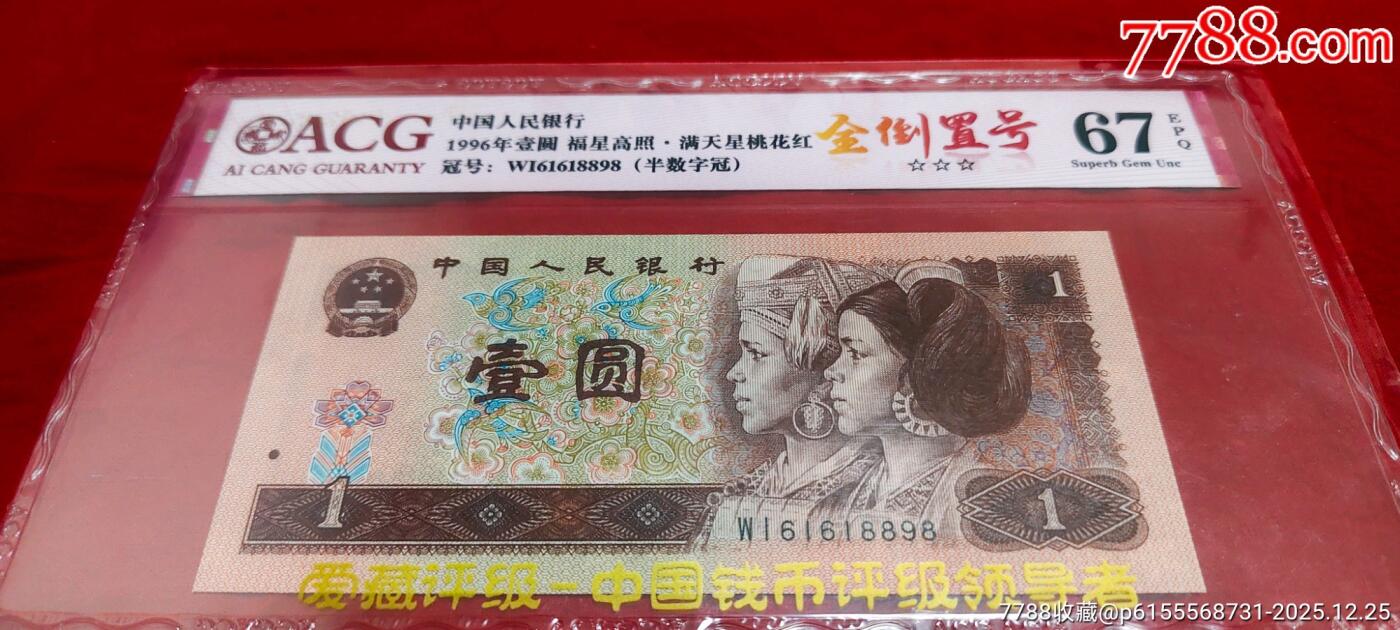 7788.com
ACG
AI CANG GUARANTY
中国人民银行
1996年壹圆 福星高照·满天星桃花红
冠号: WI61618898 (半数字冠)
金倒置号
☆☆☆
67 EPQ
Superb Gem Unc
中国人民银行
1
壹圆
1
1
WI61618898
爱藏评级-中国钱币评级领导者
7788收藏@p6155568731-2025.12.25